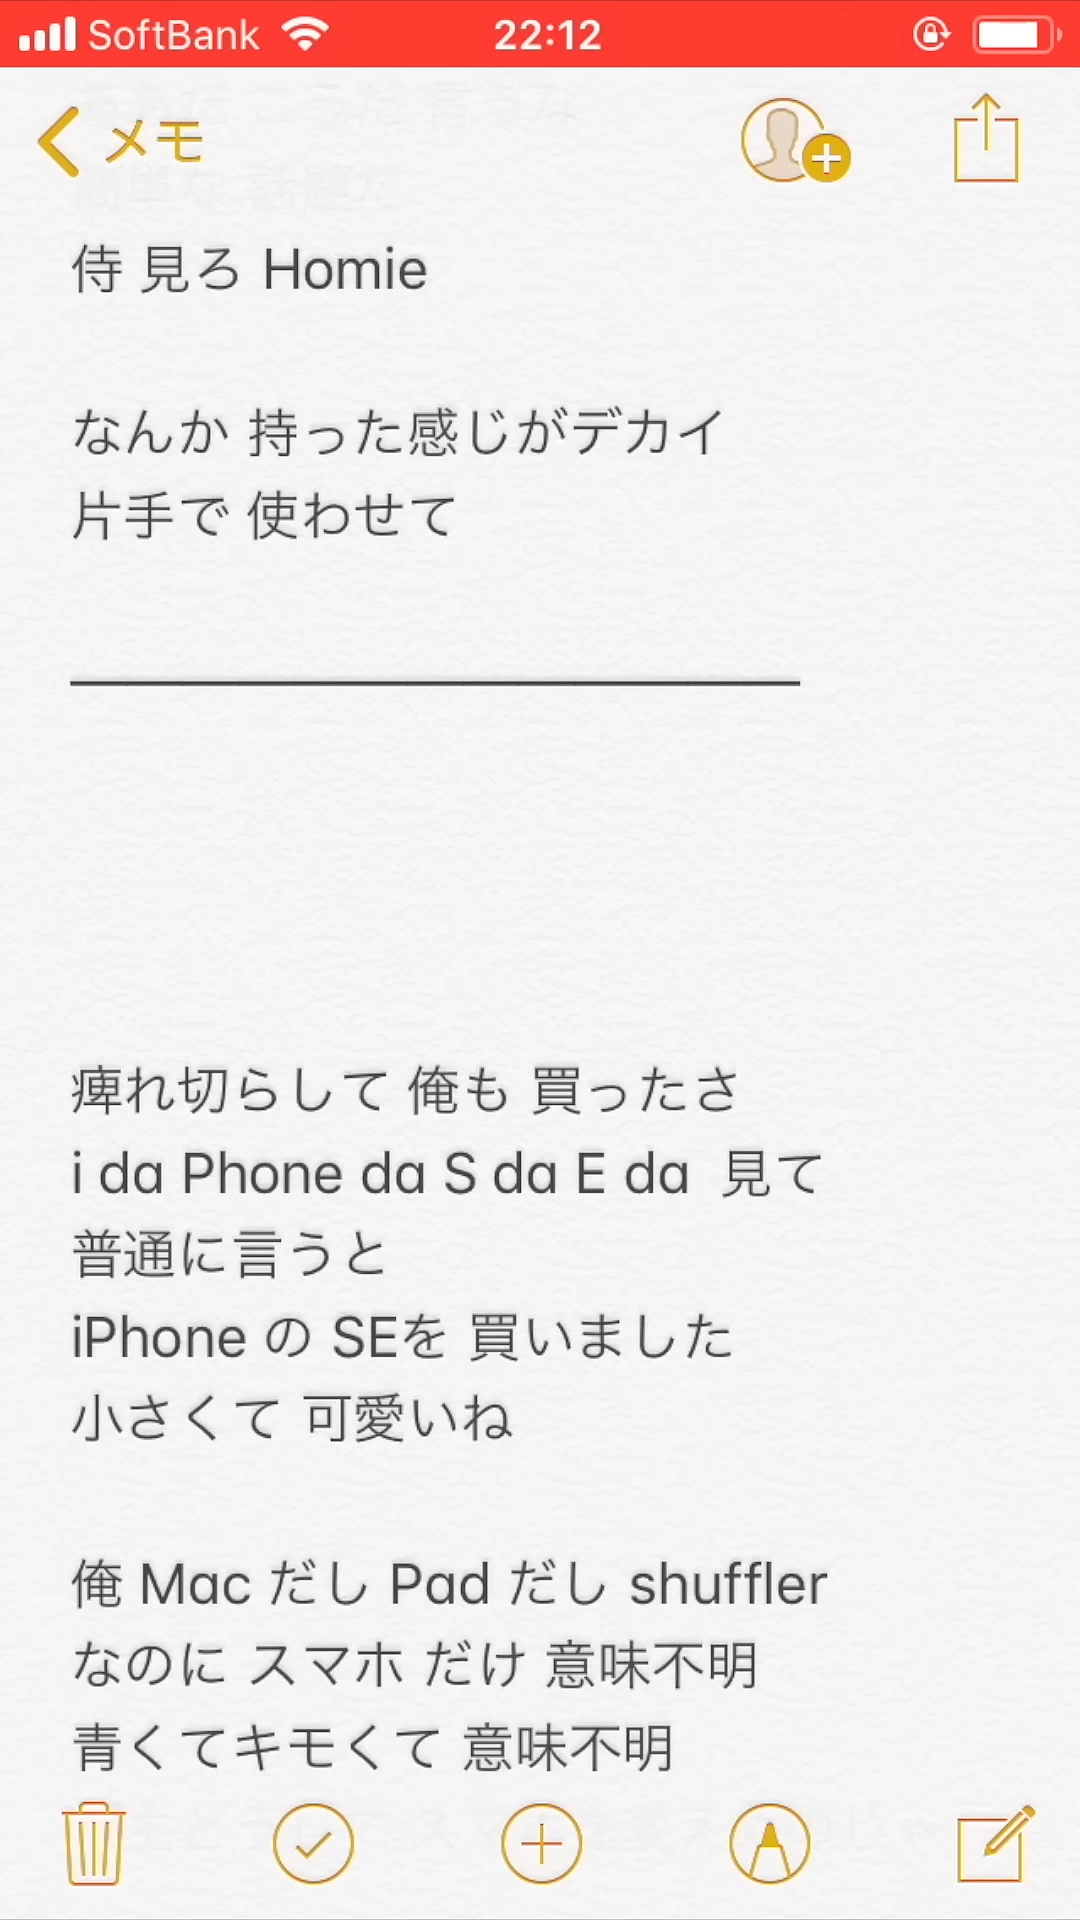 SoftBank 22:12
メモ
侍 見ろ Homie
なんか 持った感じがデカイ
片手で 使わせて
痺れ切らして 俺も 買ったさ
i da Phone da S da E da 見て
普通に言うと
iPhone の SEを 買いました
小さくて 可愛いね
俺 Mac だし Pad だし shuffler
なのに スマホ だけ 意味不明
青くてキモくて 意味不明